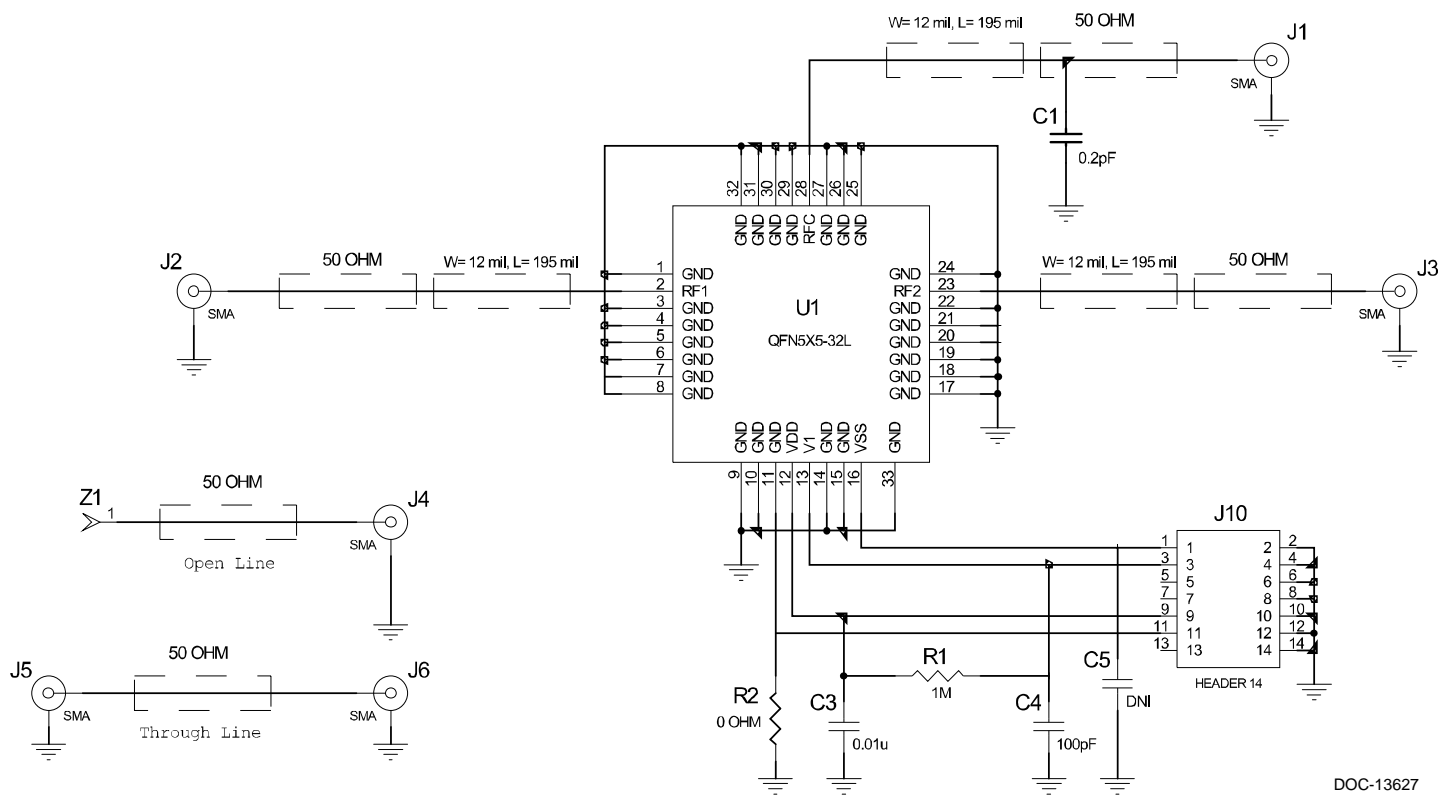 W= 12 mil, L= 195 mil
50 OHM
J1
SMA
C1
0.2pF
32
31
30
29
28
27
26
25
GND
GND
GND
GND
RFC
GND
GND
GND
J2
SMA
50 OHM
W= 12 mil, L= 195 mil
1 GND
2 RF1
3 GND
4 GND
5 GND
6 GND
7 GND
8 GND
U1
QFN5X5-32L
GND 24
RF2 23
GND 22
GND 21
GND 20
GND 19
GND 18
GND 17
W= 12 mil, L= 195 mil
50 OHM
J3
SMA
GND
GND
GND
VDD
V1
GND
GND
VSS
GND
9
10
11
12
13
14
15
16
33
Z1
1
50 OHM
J4
SMA
Open Line
J5
SMA
50 OHM
J6
SMA
Through Line
J10
1 1 2 2
3 3 4 4
5 5 6 6
7 7 8 8
9 9 10 10
11 11 12 12
13 13 14 14
HEADER 14
R2
0 OHM
C3
0.01u
R1
1M
C4
100pF
C5
DNI
DOC-13627